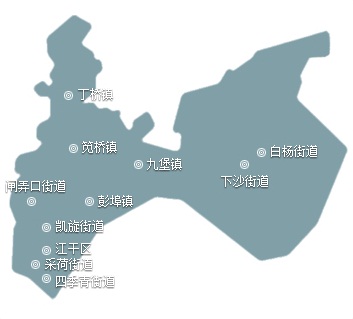 丁桥镇
笕桥镇
九堡镇
白杨街道
下沙街道
闸弄口街道
彭埠镇
凯旋街道
江干区
采荷街道
四季青街道